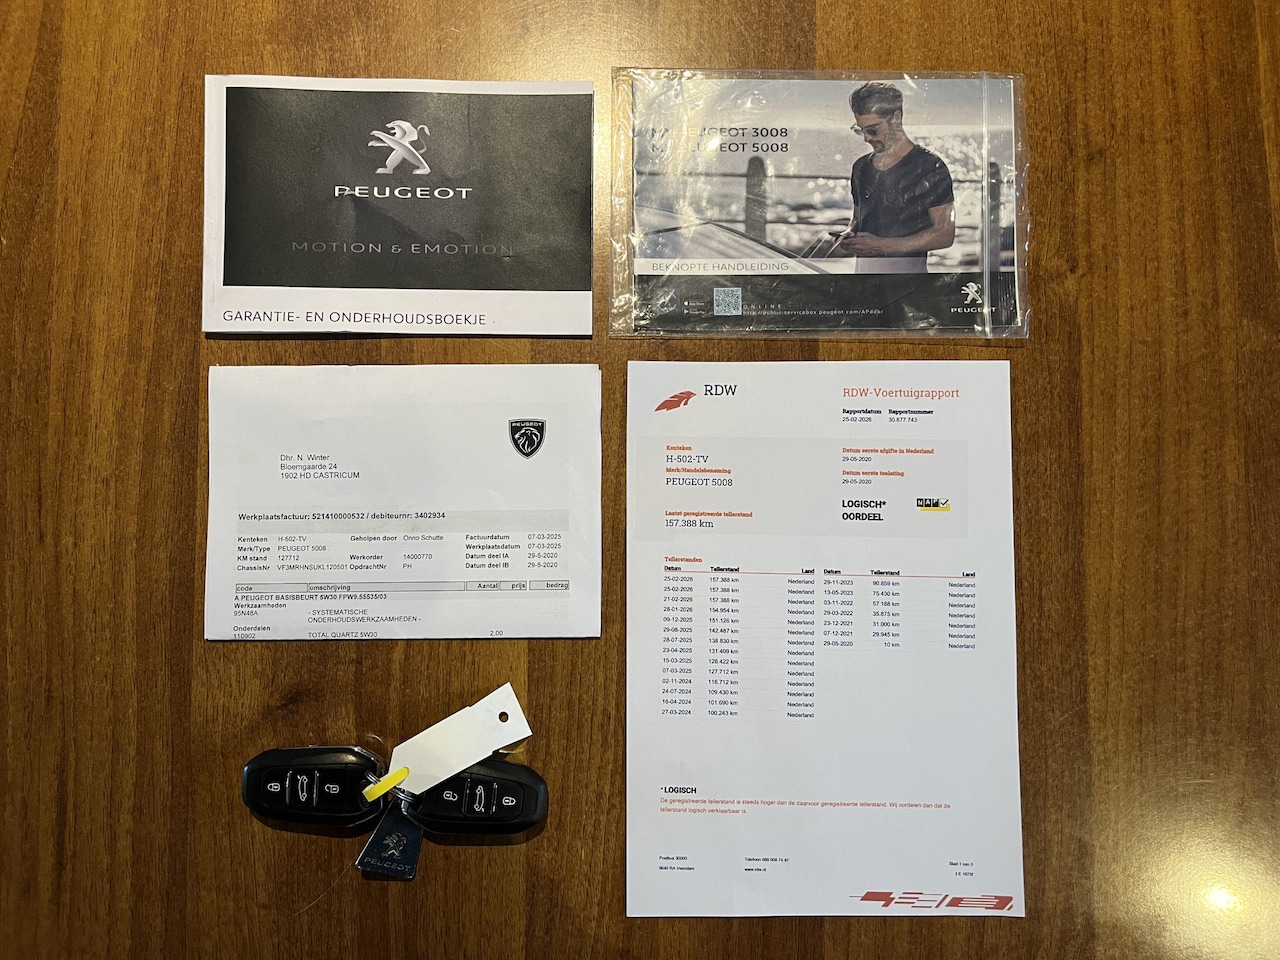 PEUGEOT
MOTION & EMOTION
GARANTIE- EN ONDERHOUDSBOEKJE
PEUGEOT 3008
PEUGEOT 5008
BEKNOPTE HANDLEIDING
ONLINE
http://public.servicebox.peugeot.com/APddb/
PEUGEOT
PEUGEOT
Dhr. N. Winter
Bloemgaarde 24
1902 HD CASTRICUM
Werkplaatsfactuur: 521410000532 / debiteurnr: 3402934
Kenteken H-502-TV Geholpen door Onno Schutte Factuurdatum 07-03-2025
Merk/Type PEUGEOT 5008 Werkplaatsdatum 07-03-2025
KM stand 127712 Werkorder 14000770 Datum deel IA 29-5-2020
ChassisNr VF3MRHNSUKL120501 OpdrachtNr PH Datum deel IB 29-5-2020
code omschrijving Aantal prijs bedrag
A PEUGEOT BASISBEURT 5W30 FPW9.55535/03
Werkzaamheden
95N48A - SYSTEMATISCHE
ONDERHOUDSWERKZAAMHEDEN -
Onderdelen
110902 TOTAL QUARTZ 5W30 2,00
PEUGEOT
RDW
RDW-Voertuigrapport
Rapportdatum Rapportnummer
25-02-2026 30.677.743
Kenteken
H-502-TV
Merk/Handelsbenaming
PEUGEOT 5008
Laatst geregistreerde tellerstand
157.388 km
Datum eerste afgifte in Nederland
29-05-2020
Datum eerste toelating
29-05-2020
LOGISCH*
OORDEEL
NAP
Tellerstanden
Datum Tellerstand Land
25-02-2026 157.388 km Nederland
25-02-2026 157.388 km Nederland
21-02-2026 157.388 km Nederland
28-01-2026 154.954 km Nederland
09-12-2025 151.126 km Nederland
29-08-2025 142.487 km Nederland
28-07-2025 138.830 km Nederland
23-04-2025 131.409 km Nederland
15-03-2025 128.422 km Nederland
07-03-2025 127.712 km Nederland
02-11-2024 116.712 km Nederland
24-07-2024 109.430 km Nederland
16-04-2024 101.690 km Nederland
27-03-2024 100.243 km Nederland
Datum Tellerstand Land
29-11-2023 90.859 km Nederland
13-05-2023 75.430 km Nederland
03-11-2022 57.188 km Nederland
29-03-2022 35.875 km Nederland
23-12-2021 31.000 km Nederland
07-12-2021 29.945 km Nederland
29-05-2020 10 km Nederland
*LOGISCH
De geregistreerde tellerstand is steeds hoger dan de daarvoor geregistreerde tellerstand. Wij oordelen dan dat de
tellerstand logisch verklaarbaar is.
Postbus 30000 Telefoon 088 008 74 42 Blad 1 van 3
9640 RA Veendam www.rdw.nl